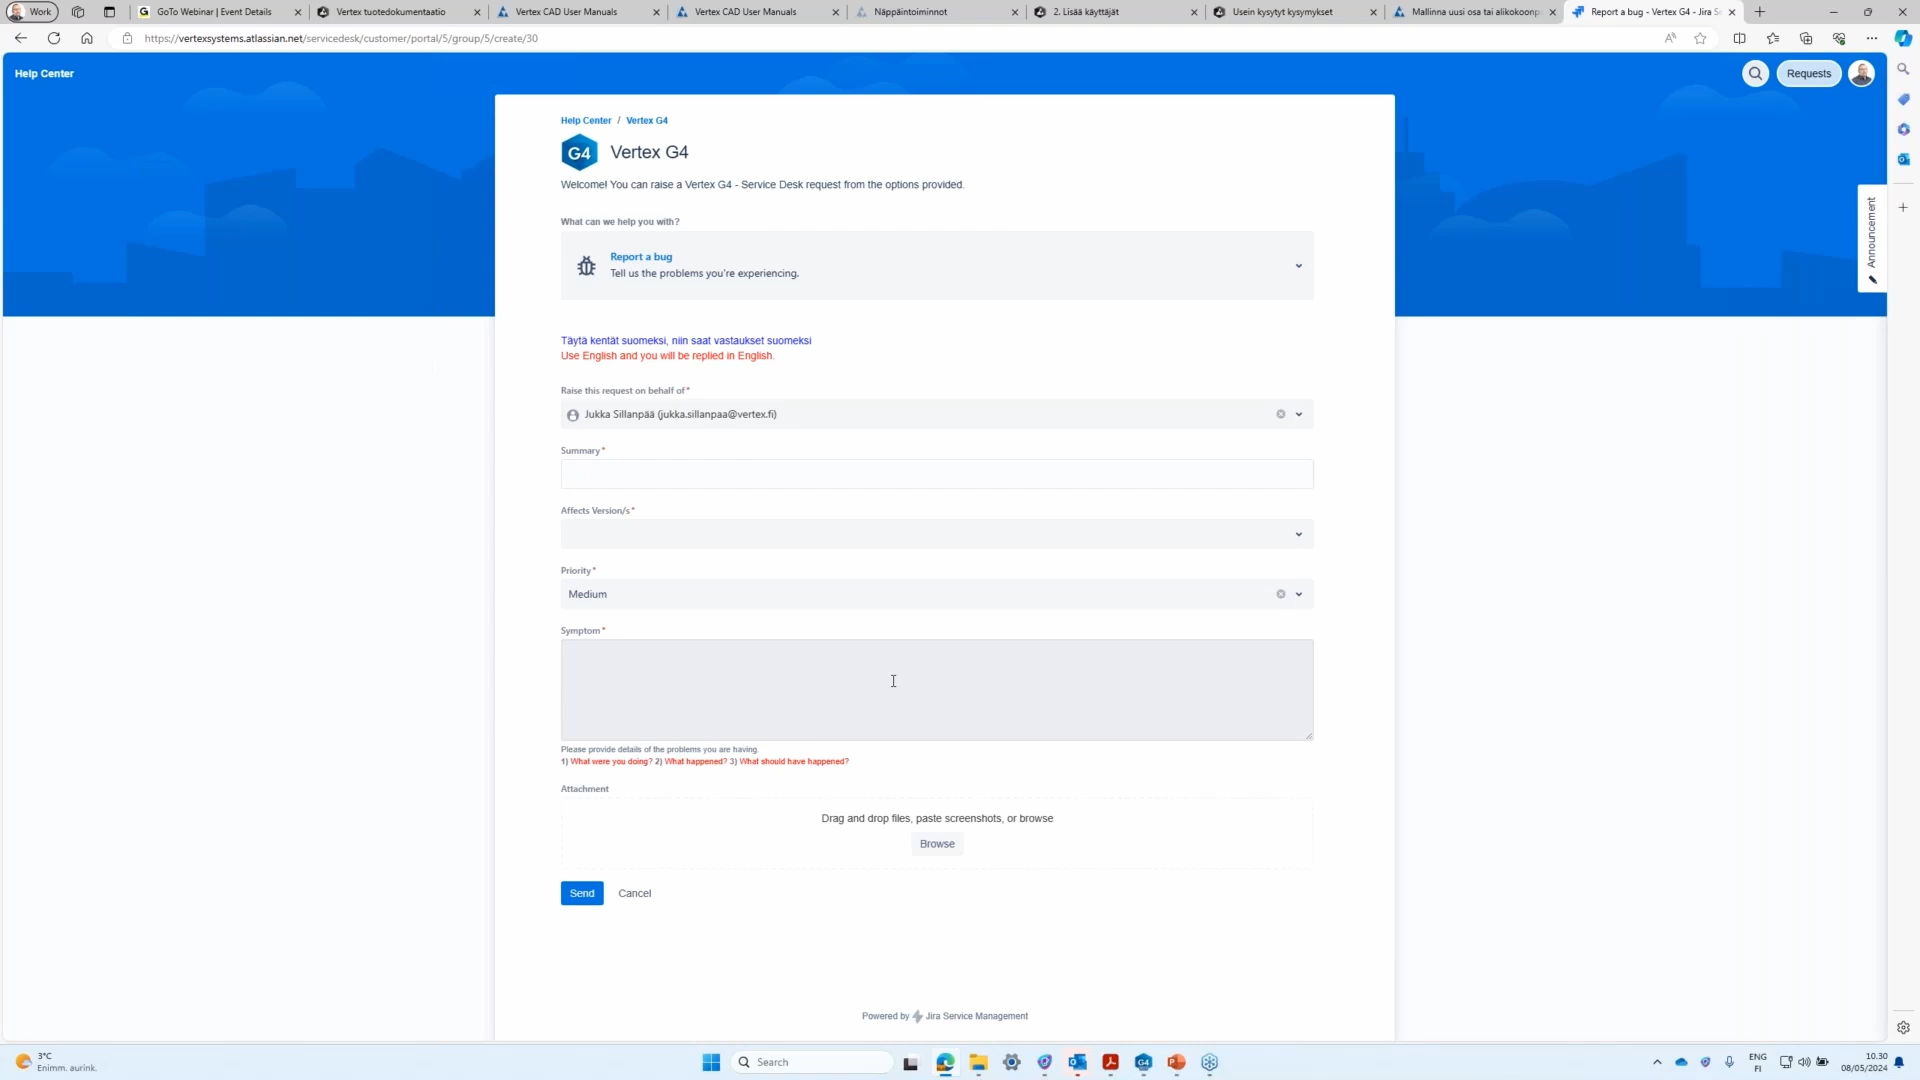 Work
GoTo Webinar | Event Details
Vertex tuotedokumentaatio
Vertex CAD User Manuals
Vertex CAD User Manuals
Näppäintoiminnot
2. Lisää käyttäjät
Usein kysytyt kysymykset
Mallinna uusi osa tai alikokoonp
Report a bug - Vertex G4 - Jira S
https://vertexsystems.atlassian.net/servicedesk/customer/portal/5/group/5/create/30
Help Center
Requests
Announcement
Help Center / Vertex G4
G4 Vertex G4
Welcome! You can raise a Vertex G4 - Service Desk request from the options provided.
What can we help you with?
Report a bug
Tell us the problems you're experiencing.
Täytä kentät suomeksi, niin saat vastaukset suomeksi
Use English and you will be replied in English.
Raise this request on behalf of*
Jukka Sillanpää (jukka.sillanpaa@vertex.fi)
Summary*
Affects Version/s*
Priority*
Medium
Symptom*
Please provide details of the problems you are having.
1) What were you doing? 2) What happened? 3) What should have happened?
Attachment
Drag and drop files, paste screenshots, or browse
Browse
Send
Cancel
Powered by Jira Service Management
3°C
Enimm. aurink.
Search
G4
ENG
FI
10.30
08/05/2024